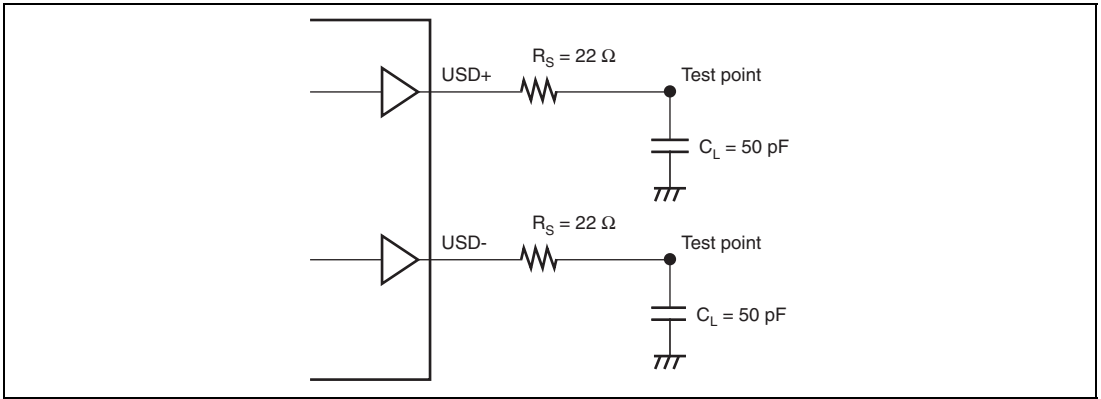 R_S = 22 Ω
USD+
Test point
C_L = 50 pF
R_S = 22 Ω
USD-
Test point
C_L = 50 pF